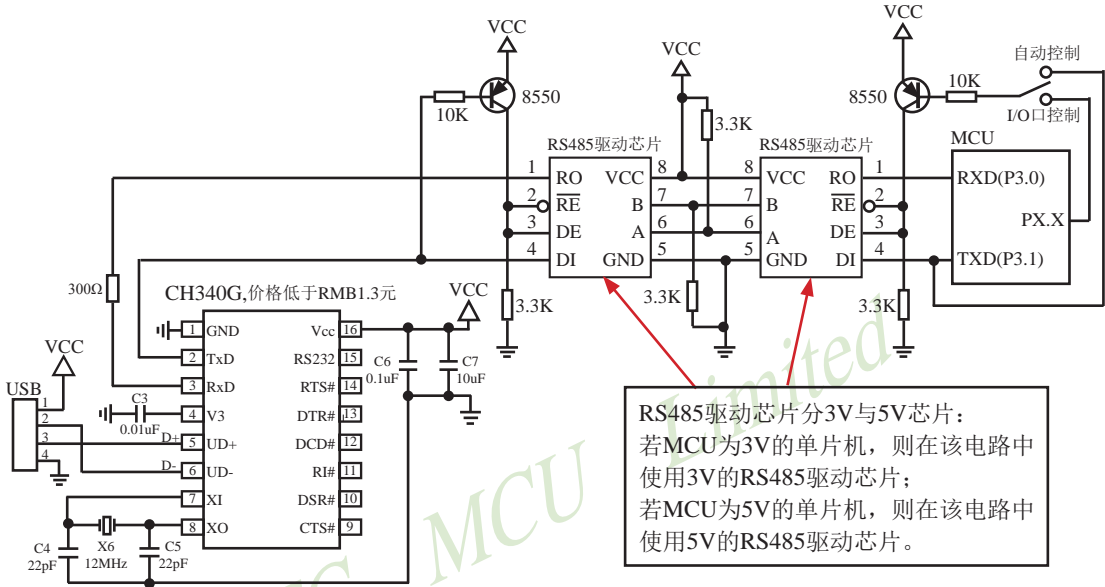 VCC
VCC
VCC
自动控制
8550
10K
8550
10K
I/O口控制
3.3K
MCU
RS485驱动芯片
RS485驱动芯片
1 RO VCC 8
2 RE B 7
3 DE A 6
4 DI GND 5
8 VCC RO 1
7 B RE 2
6 A DE 3
5 GND DI 4
RXD(P3.0)
PX.X
TXD(P3.1)
300Ω
3.3K
3.3K
3.3K
CH340G,价格低于RMB1.3元
VCC
1 GND Vcc 16
2 TxD RS232 15
3 RxD RTS# 14
4 V3 DTR# 13
5 UD+ DCD# 12
6 UD- RI# 11
7 XI DSR# 10
8 XO CTS# 9
C6
0.1uF
C7
10uF
VCC
USB
1
2
3
4
C3
0.01uF
D+
D-
C4
22pF
X6
12MHz
C5
22pF
RS485驱动芯片分3V与5V芯片：
若MCU为3V的单片机，则在该电路中
使用3V的RS485驱动芯片；
若MCU为5V的单片机，则在该电路中
使用5V的RS485驱动芯片。
MCU Limited